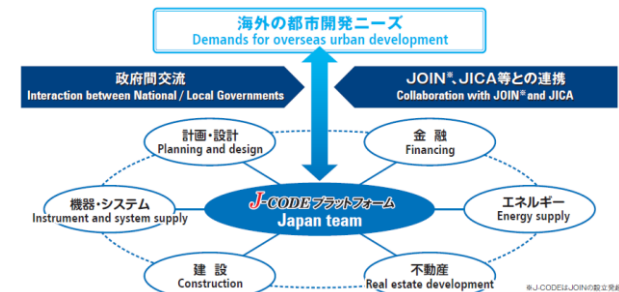 海外の都市開発ニーズ
Demands for overseas urban development
政府間交流
Interaction between National / Local Governments
JOIN※、JICA等との連携
Collaboration with JOIN※ and JICA
計画・設計
Planning and design
金 融
Financing
機器・システム
Instrument and system supply
J-CODEプラットフォーム
Japan team
エネルギー
Energy supply
建 設
Construction
不動産
Real estate development
※J-CODEはJOINの設立発起